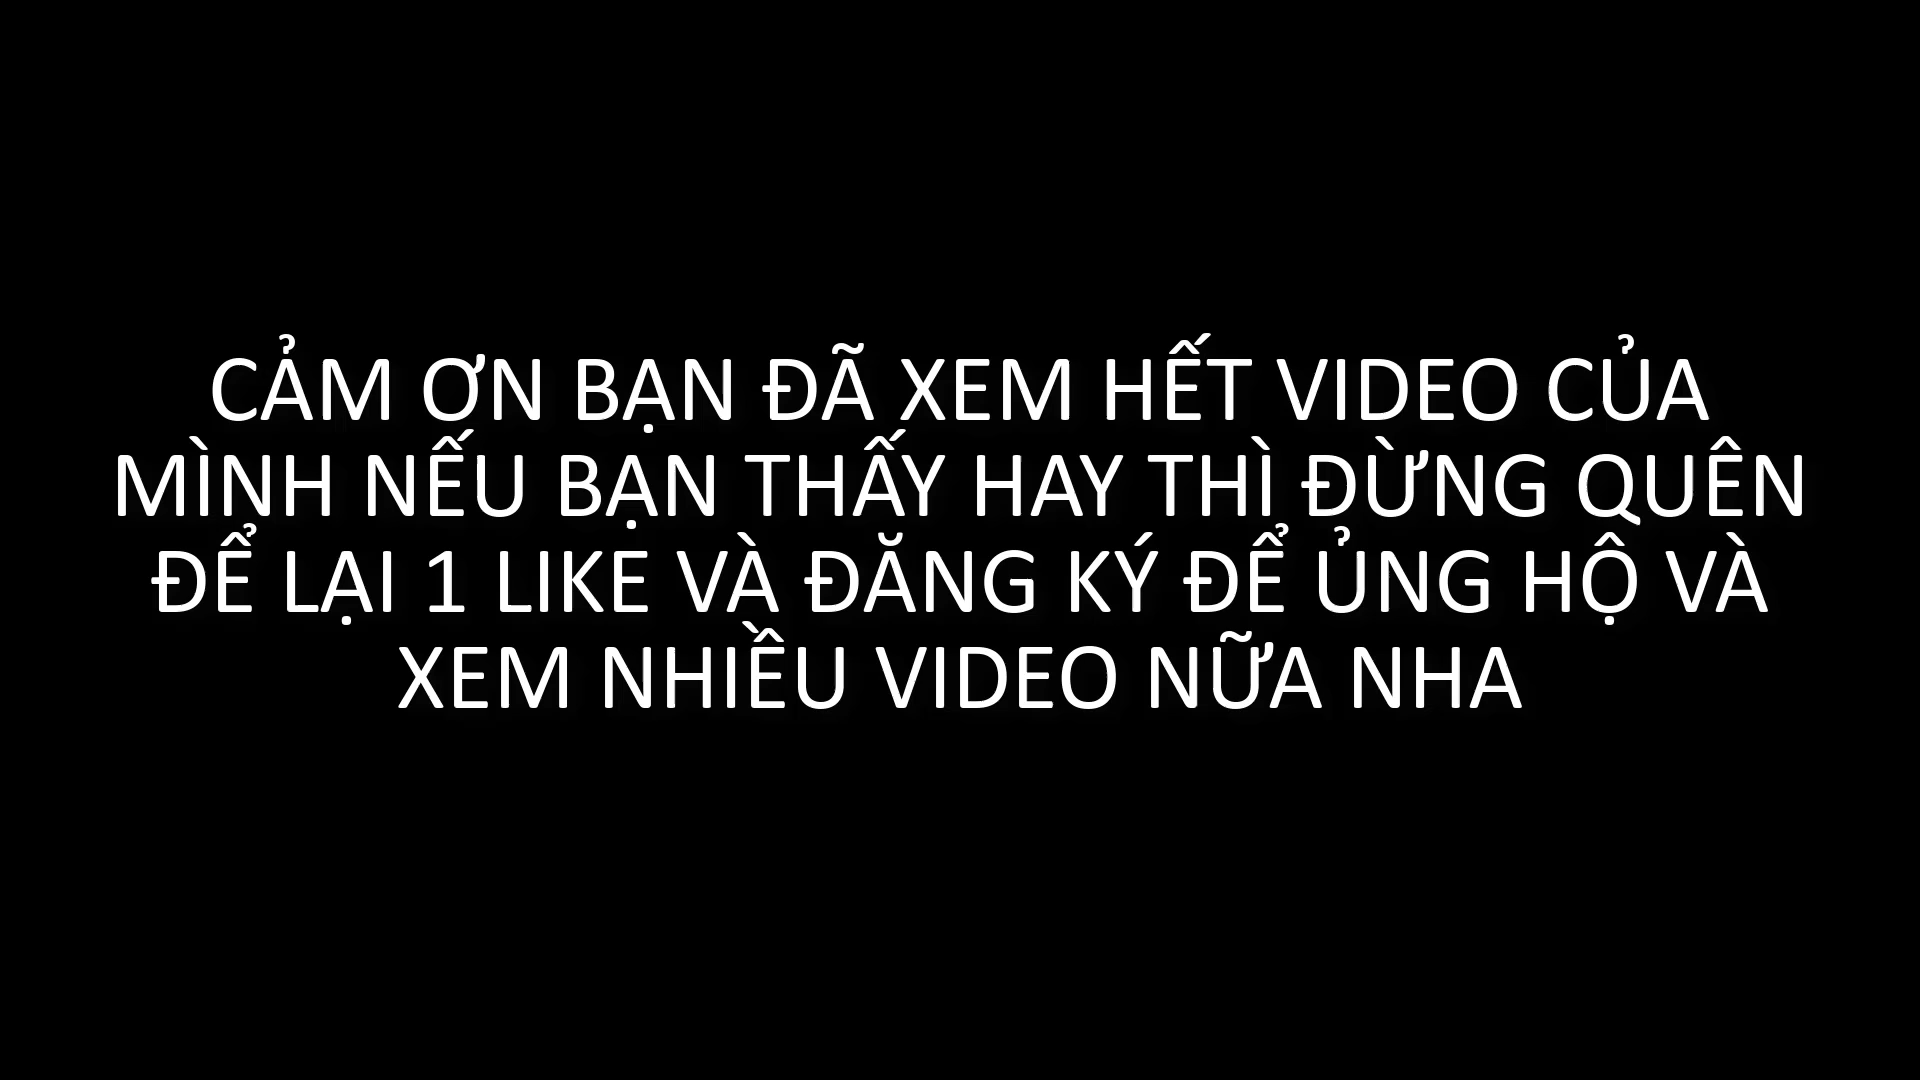 CẢM ƠN BẠN ĐÃ XEM HẾT VIDEO CỦA
MÌNH NẾU BẠN THẤY HAY THÌ ĐỪNG QUÊN
ĐỂ LẠI 1 LIKE VÀ ĐĂNG KÝ ĐỂ ỦNG HỘ VÀ
XEM NHIỀU VIDEO NỮA NHA